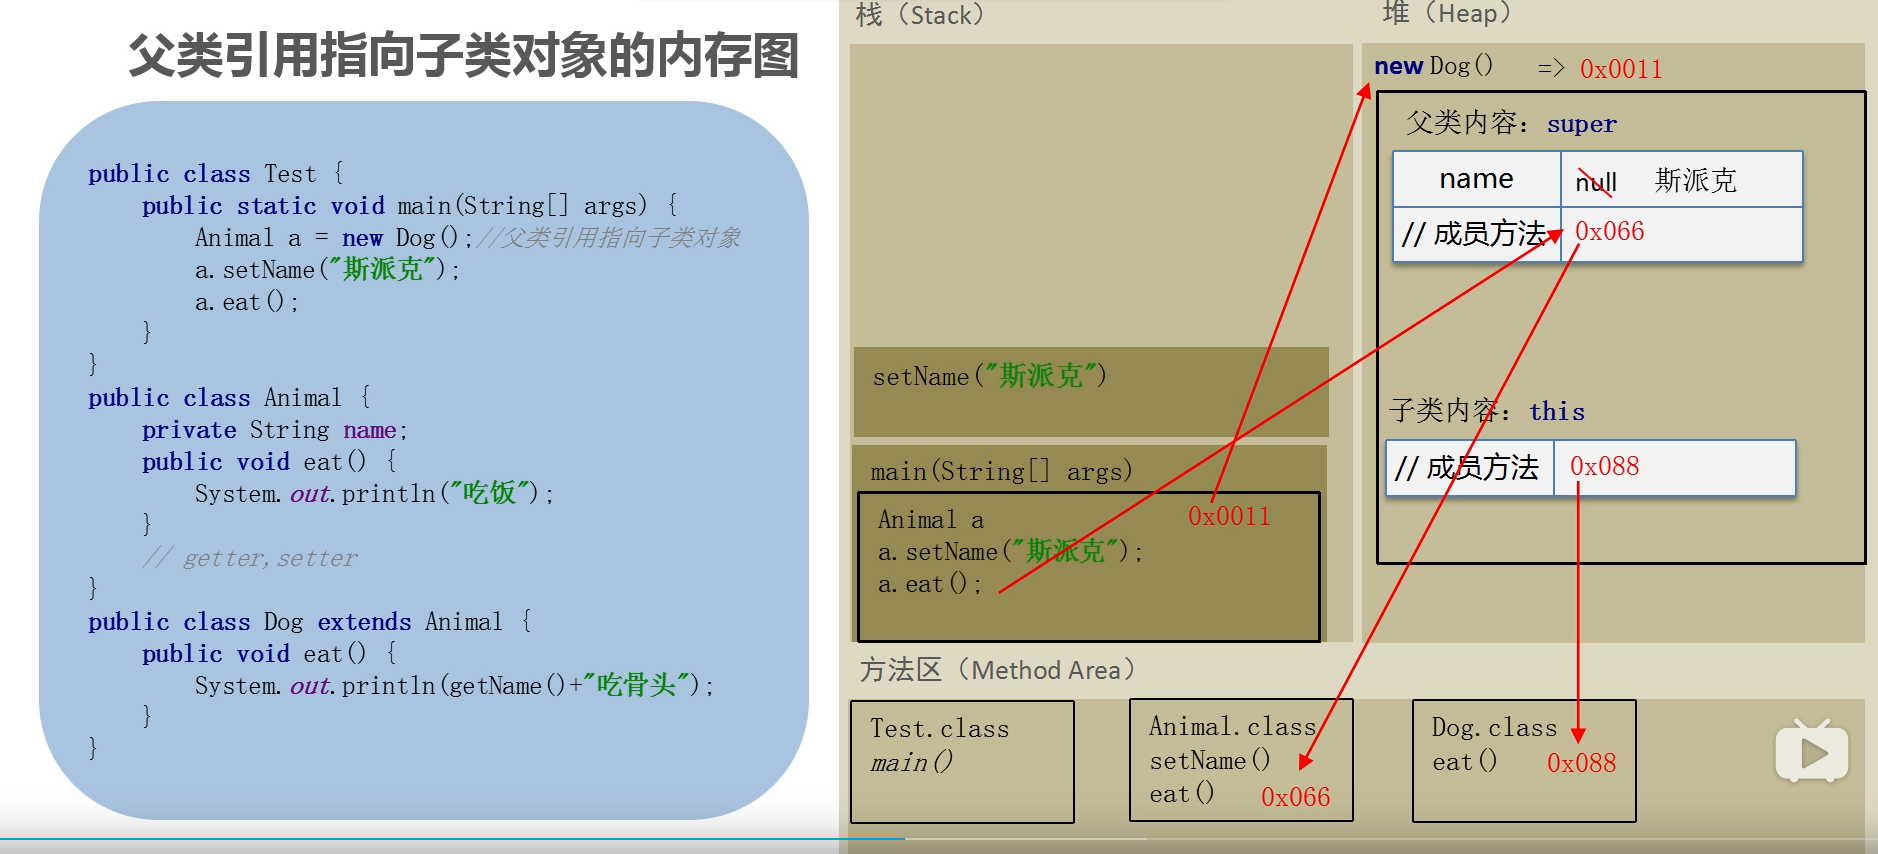 父类引用指向子类对象的内存图
public class Test {
public static void main(String[] args) {
Animal a = new Dog();//父类引用指向子类对象
a.setName("斯派克");
a.eat();
}
}
public class Animal {
private String name;
public void eat() {
System.out.println("吃饭");
}
// getter,setter
}
public class Dog extends Animal {
public void eat() {
System.out.println(getName()+"吃骨头");
}
}
栈（Stack）
setName("斯派克")
main(String[] args)
Animal a 0x0011
a.setName("斯派克");
a.eat();
堆（Heap）
new Dog() => 0x0011
父类内容：super
name null 斯派克
// 成员方法 0x066
子类内容：this
// 成员方法 0x088
方法区（Method Area）
Test.class
main()
Animal.class
setName()
eat() 0x066
Dog.class
eat() 0x088